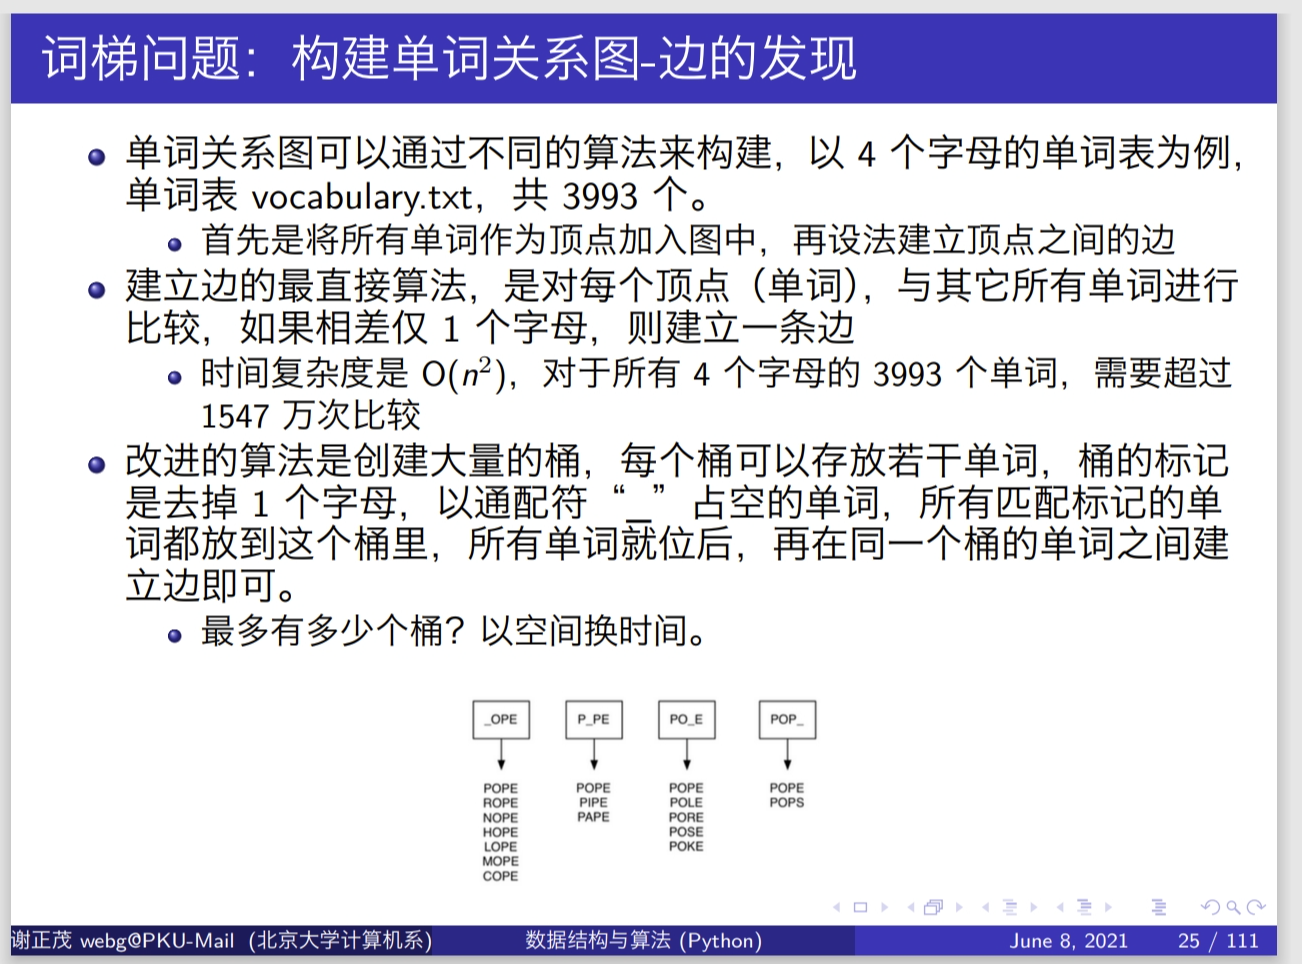 词梯问题：构建单词关系图-边的发现
单词关系图可以通过不同的算法来构建，以 4 个字母的单词表为例，
单词表 vocabulary.txt，共 3993 个。
首先是将所有单词作为顶点加入图中，再设法建立顶点之间的边
建立边的最直接算法，是对每个顶点（单词），与其它所有单词进行
比较，如果相差仅 1 个字母，则建立一条边
时间复杂度是 O(n²)，对于所有 4 个字母的 3993 个单词，需要超过
1547 万次比较
改进的算法是创建大量的桶，每个桶可以存放若干单词，桶的标记
是去掉 1 个字母，以通配符“_”占空的单词，所有匹配标记的单
词都放到这个桶里，所有单词就位后，再在同一个桶的单词之间建
立边即可。
最多有多少个桶？以空间换时间。
_OPE P_PE PO_E POP_
POPE POPE POPE POPE
ROPE PIPE POLE POPS
NOPE PAPE PORE
HOPE POSE
LOPE POKE
MOPE
COPE
谢正茂 webg@PKU-Mail (北京大学计算机系) 数据结构与算法 (Python) June 8, 2021 25 / 111